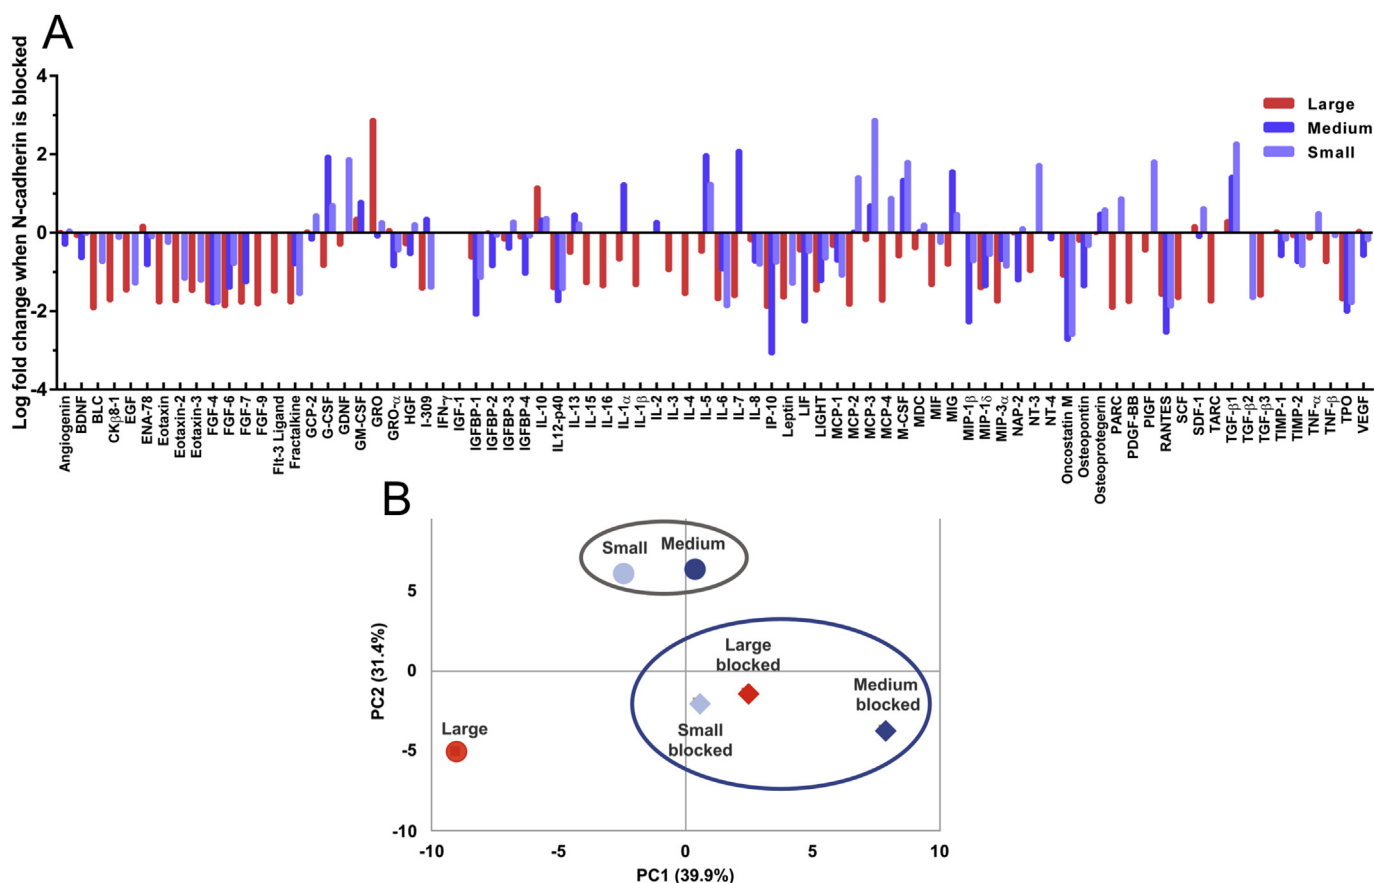 A
Log fold change when N-cadherin is blocked
4
2
0
-2
-4
Large
Medium
Small
Angiogenin
BDNF
BLC
CKβ8-1
EGF
ENA-78
Eotaxin
Eotaxin-2
Eotaxin-3
FGF-4
FGF-6
FGF-7
FGF-9
Flt-3 Ligand
Fractalkine
GCP-2
G-CSF
GDNF
GM-CSF
GRO
GRO-α
HGF
I-309
IFN-γ
IGF-1
IGFBP-1
IGFBP-2
IGFBP-3
IGFBP-4
IL-10
IL12-p40
IL-13
IL-15
IL-16
IL-1α
IL-1β
IL-2
IL-3
IL-4
IL-5
IL-6
IL-7
IL-8
IP-10
Leptin
LIF
LIGHT
MCP-1
MCP-2
MCP-3
MCP-4
M-CSF
MDC
MIF
MIG
MIP-1β
MIP-1δ
MIP-3α
NAP-2
NT-3
NT-4
Oncostatin M
Osteopontin
Osteoprotegerin
PARC
PDGF-BB
PIGF
RANTES
SCF
SDF-1
TARC
TGF-β1
TGF-β2
TGF-β3
TIMP-1
TIMP-2
TNF-α
TNF-β
TPO
VEGF
B
PC2 (31.4%)
5
0
-5
-10
Small
Medium
Large
blocked
Medium
blocked
Small
blocked
Large
-10
-5
0
5
10
PC1 (39.9%)